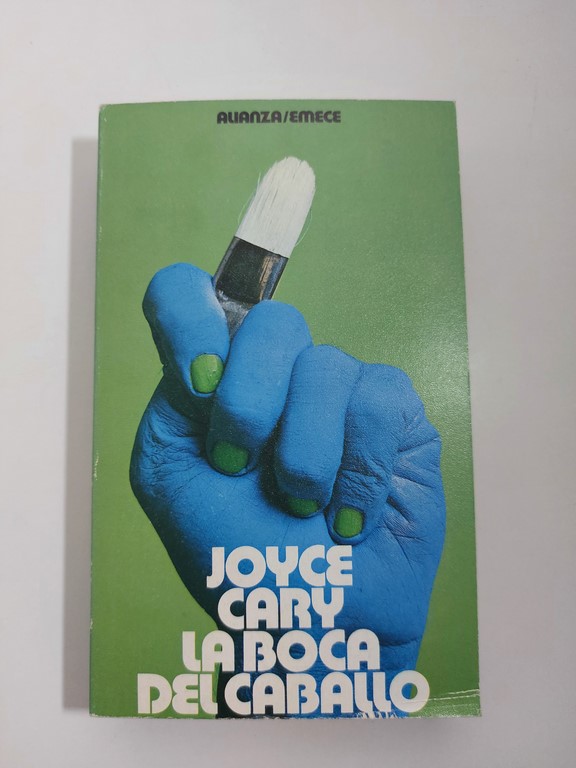 ALIANZA/EMECE
JOYCE
CARY
LA BOCA
DEL CABALLO